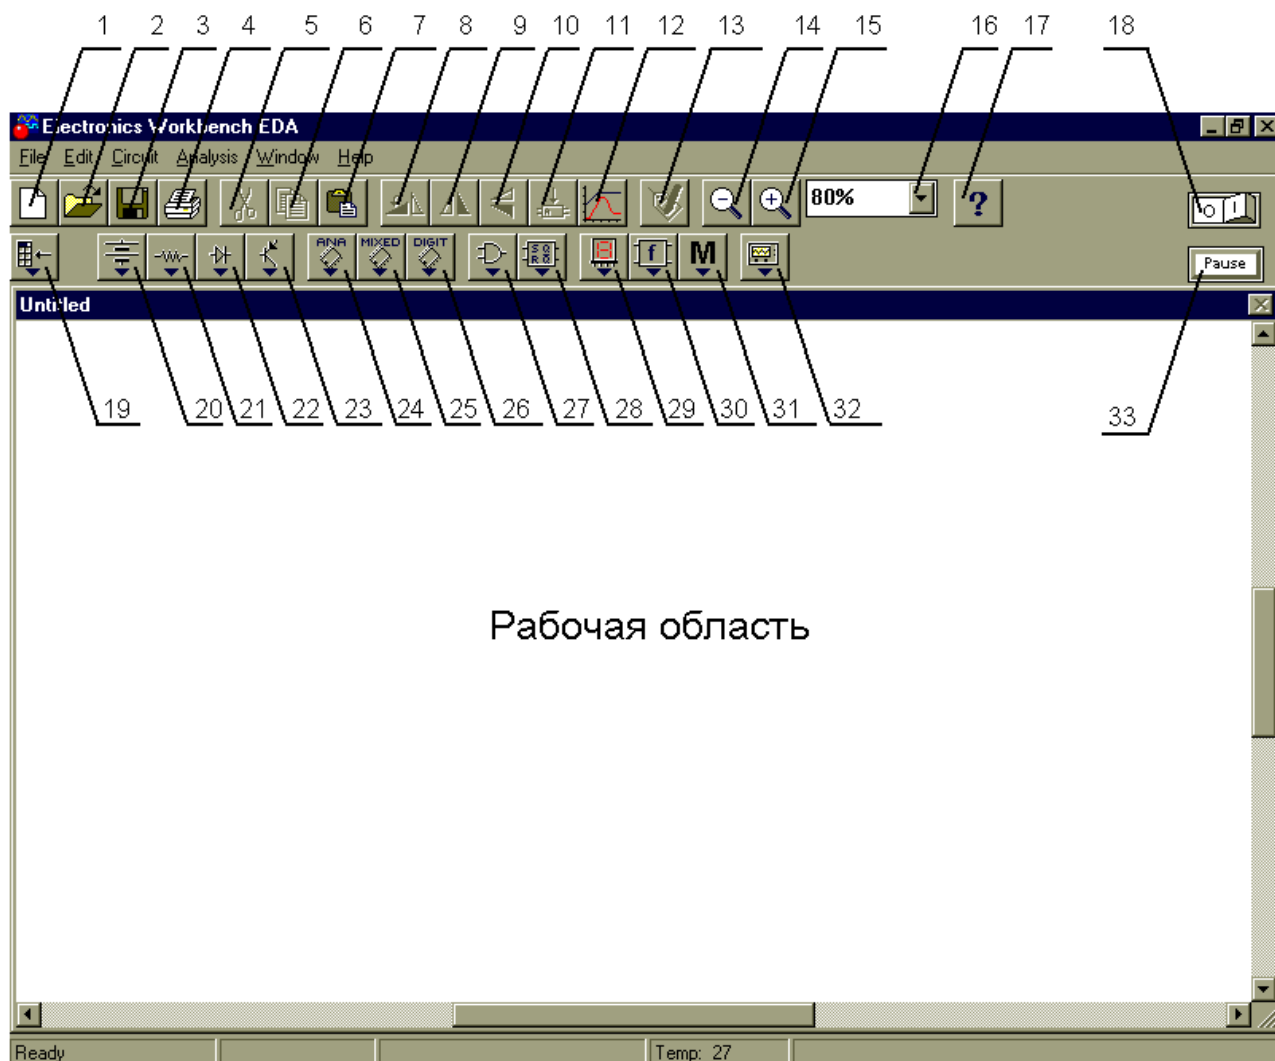 1 2 3 4 5 6 7 8 9 10 11 12 13 14 15 16 17 18
Electronics Workbench EDA
File Edit Circuit Analysis Window Help
80% ?
O I
ANA MIXED DIGIT
S Q
R Q
f M
Pause
Untitled
19 20 21 22 23 24 25 26 27 28 29 30 31 32
33
Рабочая область
Ready Temp: 27